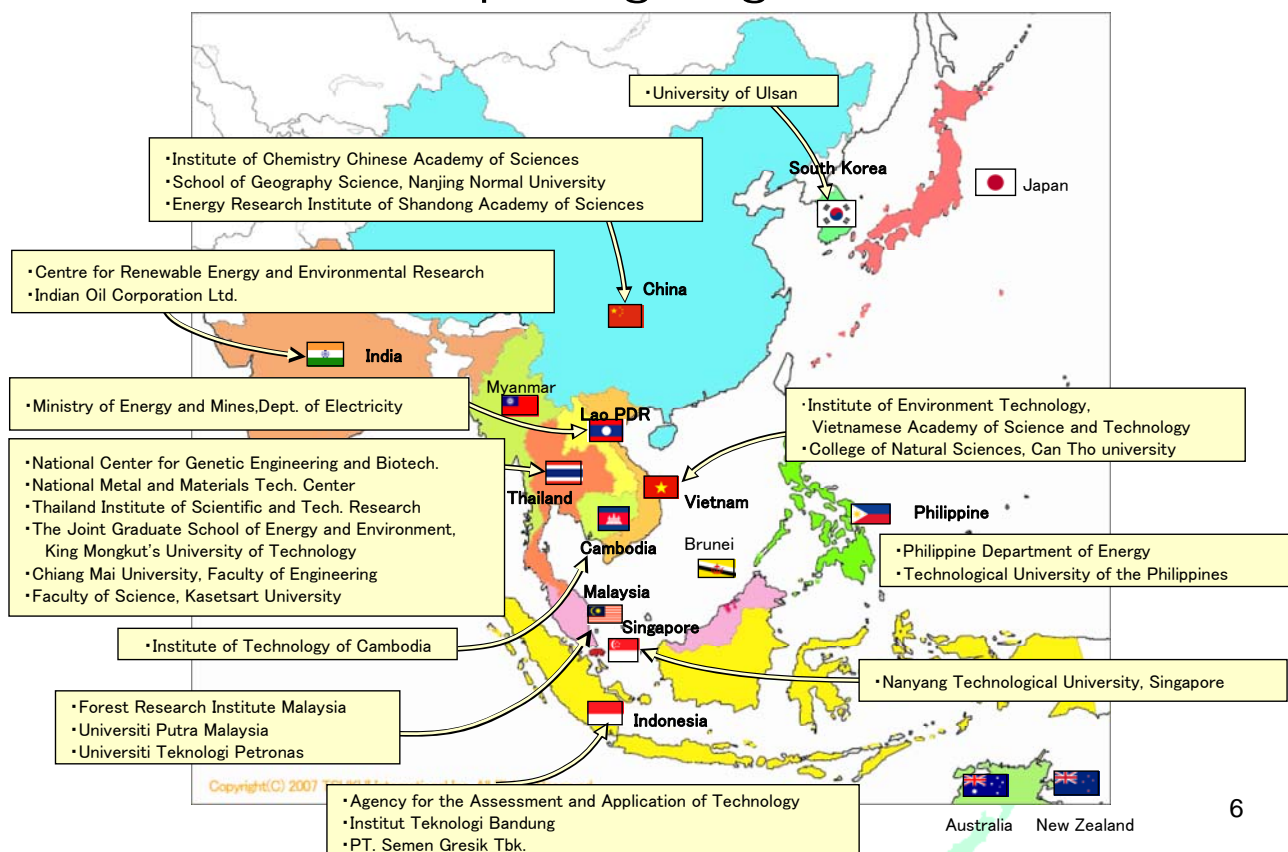 ・University of Ulsan
・Institute of Chemistry Chinese Academy of Sciences
・School of Geography Science, Nanjing Normal University
・Energy Research Institute of Shandong Academy of Sciences
South Korea
Japan
・Centre for Renewable Energy and Environmental Research
・Indian Oil Corporation Ltd.
China
India
Myanmar
・Ministry of Energy and Mines,Dept. of Electricity
Lao PDR
・Institute of Environment Technology,
Vietnamese Academy of Science and Technology
・College of Natural Sciences, Can Tho university
・National Center for Genetic Engineering and Biotech.
・National Metal and Materials Tech. Center
・Thailand Institute of Scientific and Tech. Research
・The Joint Graduate School of Energy and Environment,
King Mongkut's University of Technology
・Chiang Mai University, Faculty of Engineering
・Faculty of Science, Kasetsart University
Thailand
Vietnam
Philippine
Cambodia
Brunei
・Philippine Department of Energy
・Technological University of the Philippines
Malaysia
Singapore
・Institute of Technology of Cambodia
・Nanyang Technological University, Singapore
・Forest Research Institute Malaysia
・Universiti Putra Malaysia
・Universiti Teknologi Petronas
Indonesia
Copyright(C) 2007
・Agency for the Assessment and Application of Technology
・Institut Teknologi Bandung
・PT. Semen Gresik Tbk.
Australia
New Zealand
6